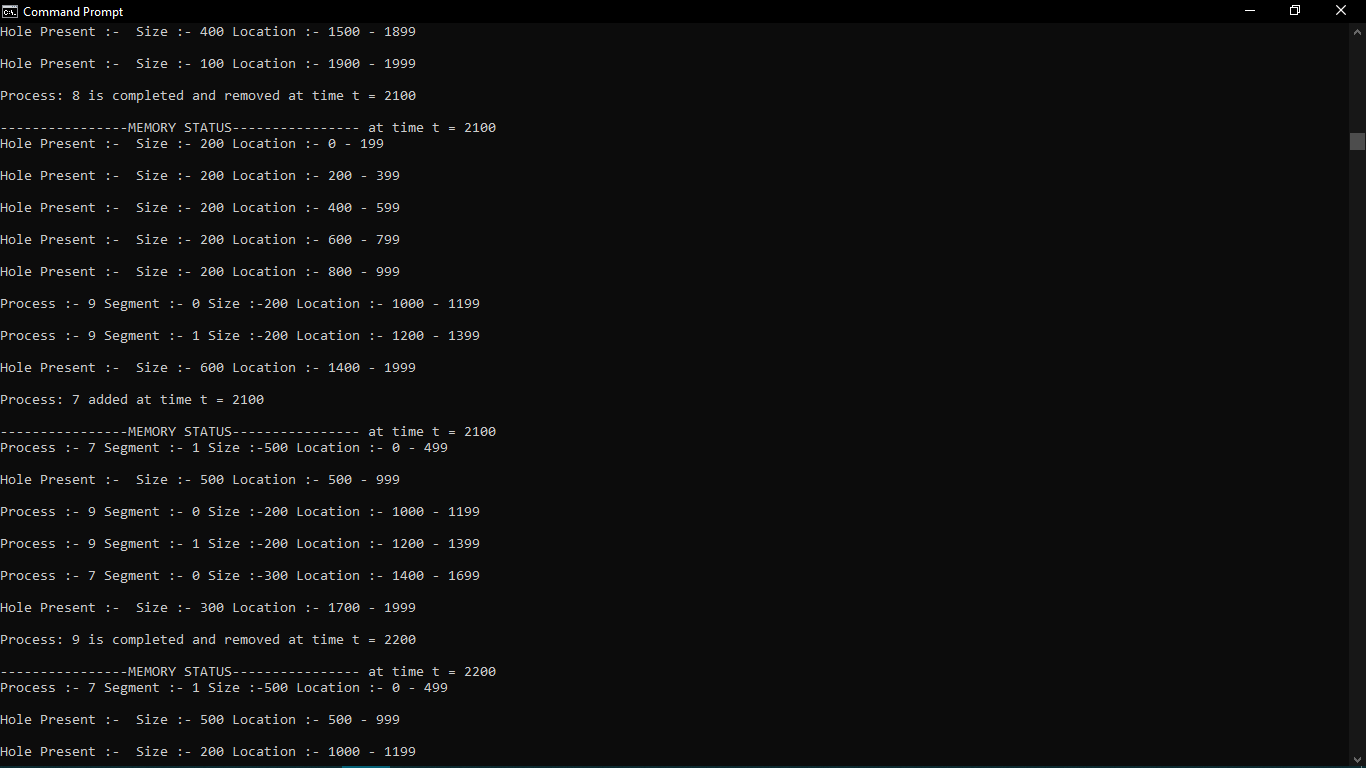 Command Prompt
Hole Present :-  Size :- 400 Location :- 1500 - 1899
Hole Present :-  Size :- 100 Location :- 1900 - 1999
Process: 8 is completed and removed at time t = 2100
----------------MEMORY STATUS---------------- at time t = 2100
Hole Present :-  Size :- 200 Location :- 0 - 199
Hole Present :-  Size :- 200 Location :- 200 - 399
Hole Present :-  Size :- 200 Location :- 400 - 599
Hole Present :-  Size :- 200 Location :- 600 - 799
Hole Present :-  Size :- 200 Location :- 800 - 999
Process :- 9 Segment :- 0 Size :-200 Location :- 1000 - 1199
Process :- 9 Segment :- 1 Size :-200 Location :- 1200 - 1399
Hole Present :-  Size :- 600 Location :- 1400 - 1999
Process: 7 added at time t = 2100
----------------MEMORY STATUS---------------- at time t = 2100
Process :- 7 Segment :- 1 Size :-500 Location :- 0 - 499
Hole Present :-  Size :- 500 Location :- 500 - 999
Process :- 9 Segment :- 0 Size :-200 Location :- 1000 - 1199
Process :- 9 Segment :- 1 Size :-200 Location :- 1200 - 1399
Process :- 7 Segment :- 0 Size :-300 Location :- 1400 - 1699
Hole Present :-  Size :- 300 Location :- 1700 - 1999
Process: 9 is completed and removed at time t = 2200
----------------MEMORY STATUS---------------- at time t = 2200
Process :- 7 Segment :- 1 Size :-500 Location :- 0 - 499
Hole Present :-  Size :- 500 Location :- 500 - 999
Hole Present :-  Size :- 200 Location :- 1000 - 1199